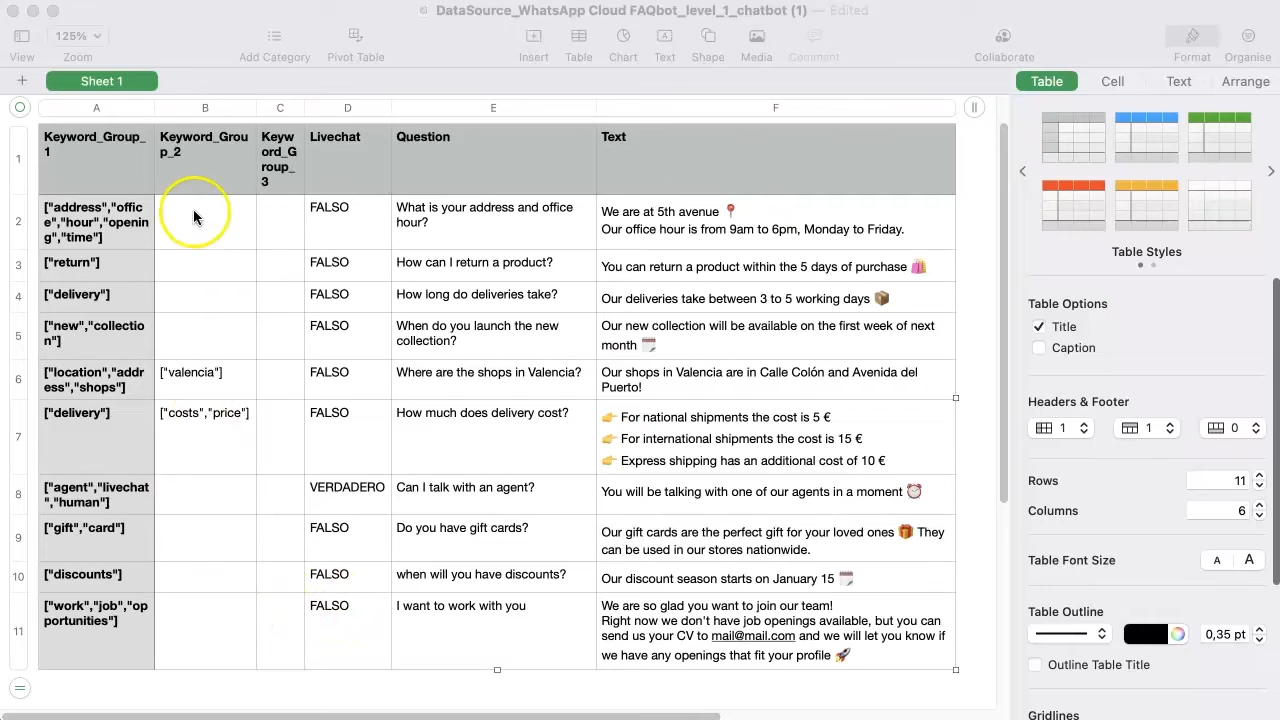 DataSource_WhatsApp Cloud FAQbot_level_1_chatbot (1) — Edited
125%
View
Zoom
Add Category
Pivot Table
Insert
Table
Chart
Text
Shape
Media
Comment
Collaborate
Format
Organise
Sheet 1
Table
Cell
Text
Arrange
A
B
C
D
E
F
1
Keyword_Group_
1
Keyword_Grou
p_2
Keyw
ord_G
roup_
3
Livechat
Question
Text
2
["address","offic
e","hour","openin
g","time"]
FALSO
What is your address and office
hour?
We are at 5th avenue 📍
Our office hour is from 9am to 6pm, Monday to Friday.
3
["return"]
FALSO
How can I return a product?
You can return a product within the 5 days of purchase 🛍️
4
["delivery"]
FALSO
How long do deliveries take?
Our deliveries take between 3 to 5 working days 📦
5
["new","collectio
n"]
FALSO
When do you launch the new
collection?
Our new collection will be available on the first week of next
month 🗓️
6
["location","addr
ess","shops"]
["valencia"]
FALSO
Where are the shops in Valencia?
Our shops in Valencia are in Calle Colón and Avenida del
Puerto!
7
["delivery"]
["costs","price"]
FALSO
How much does delivery cost?
👉 For national shipments the cost is 5 €
👉 For international shipments the cost is 15 €
👉 Express shipping has an additional cost of 10 €
8
["agent","livechat
","human"]
VERDADERO
Can I talk with an agent?
You will be talking with one of our agents in a moment ⏰
9
["gift","card"]
FALSO
Do you have gift cards?
Our gift cards are the perfect gift for your loved ones 🎁 They
can be used in our stores nationwide.
10
["discounts"]
FALSO
when will you have discounts?
Our discount season starts on January 15 🗓️
11
["work","job","op
portunities"]
FALSO
I want to work with you
We are so glad you want to join our team!
Right now we don't have job openings available, but you can
send us your CV to mail@mail.com and we will let you know if
we have any openings that fit your profile 🚀
Table Styles
Table Options
Title
Caption
Headers & Footer
1
1
0
Rows
11
Columns
6
Table Font Size
A
A
Table Outline
0,35 pt
Outline Table Title
Gridlines